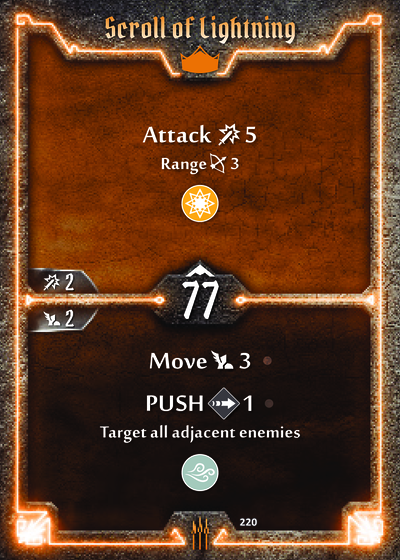 Scroll of Lightning
Attack 5
Range 3
2
77
2
Move 3
PUSH 1
Target all adjacent enemies
220